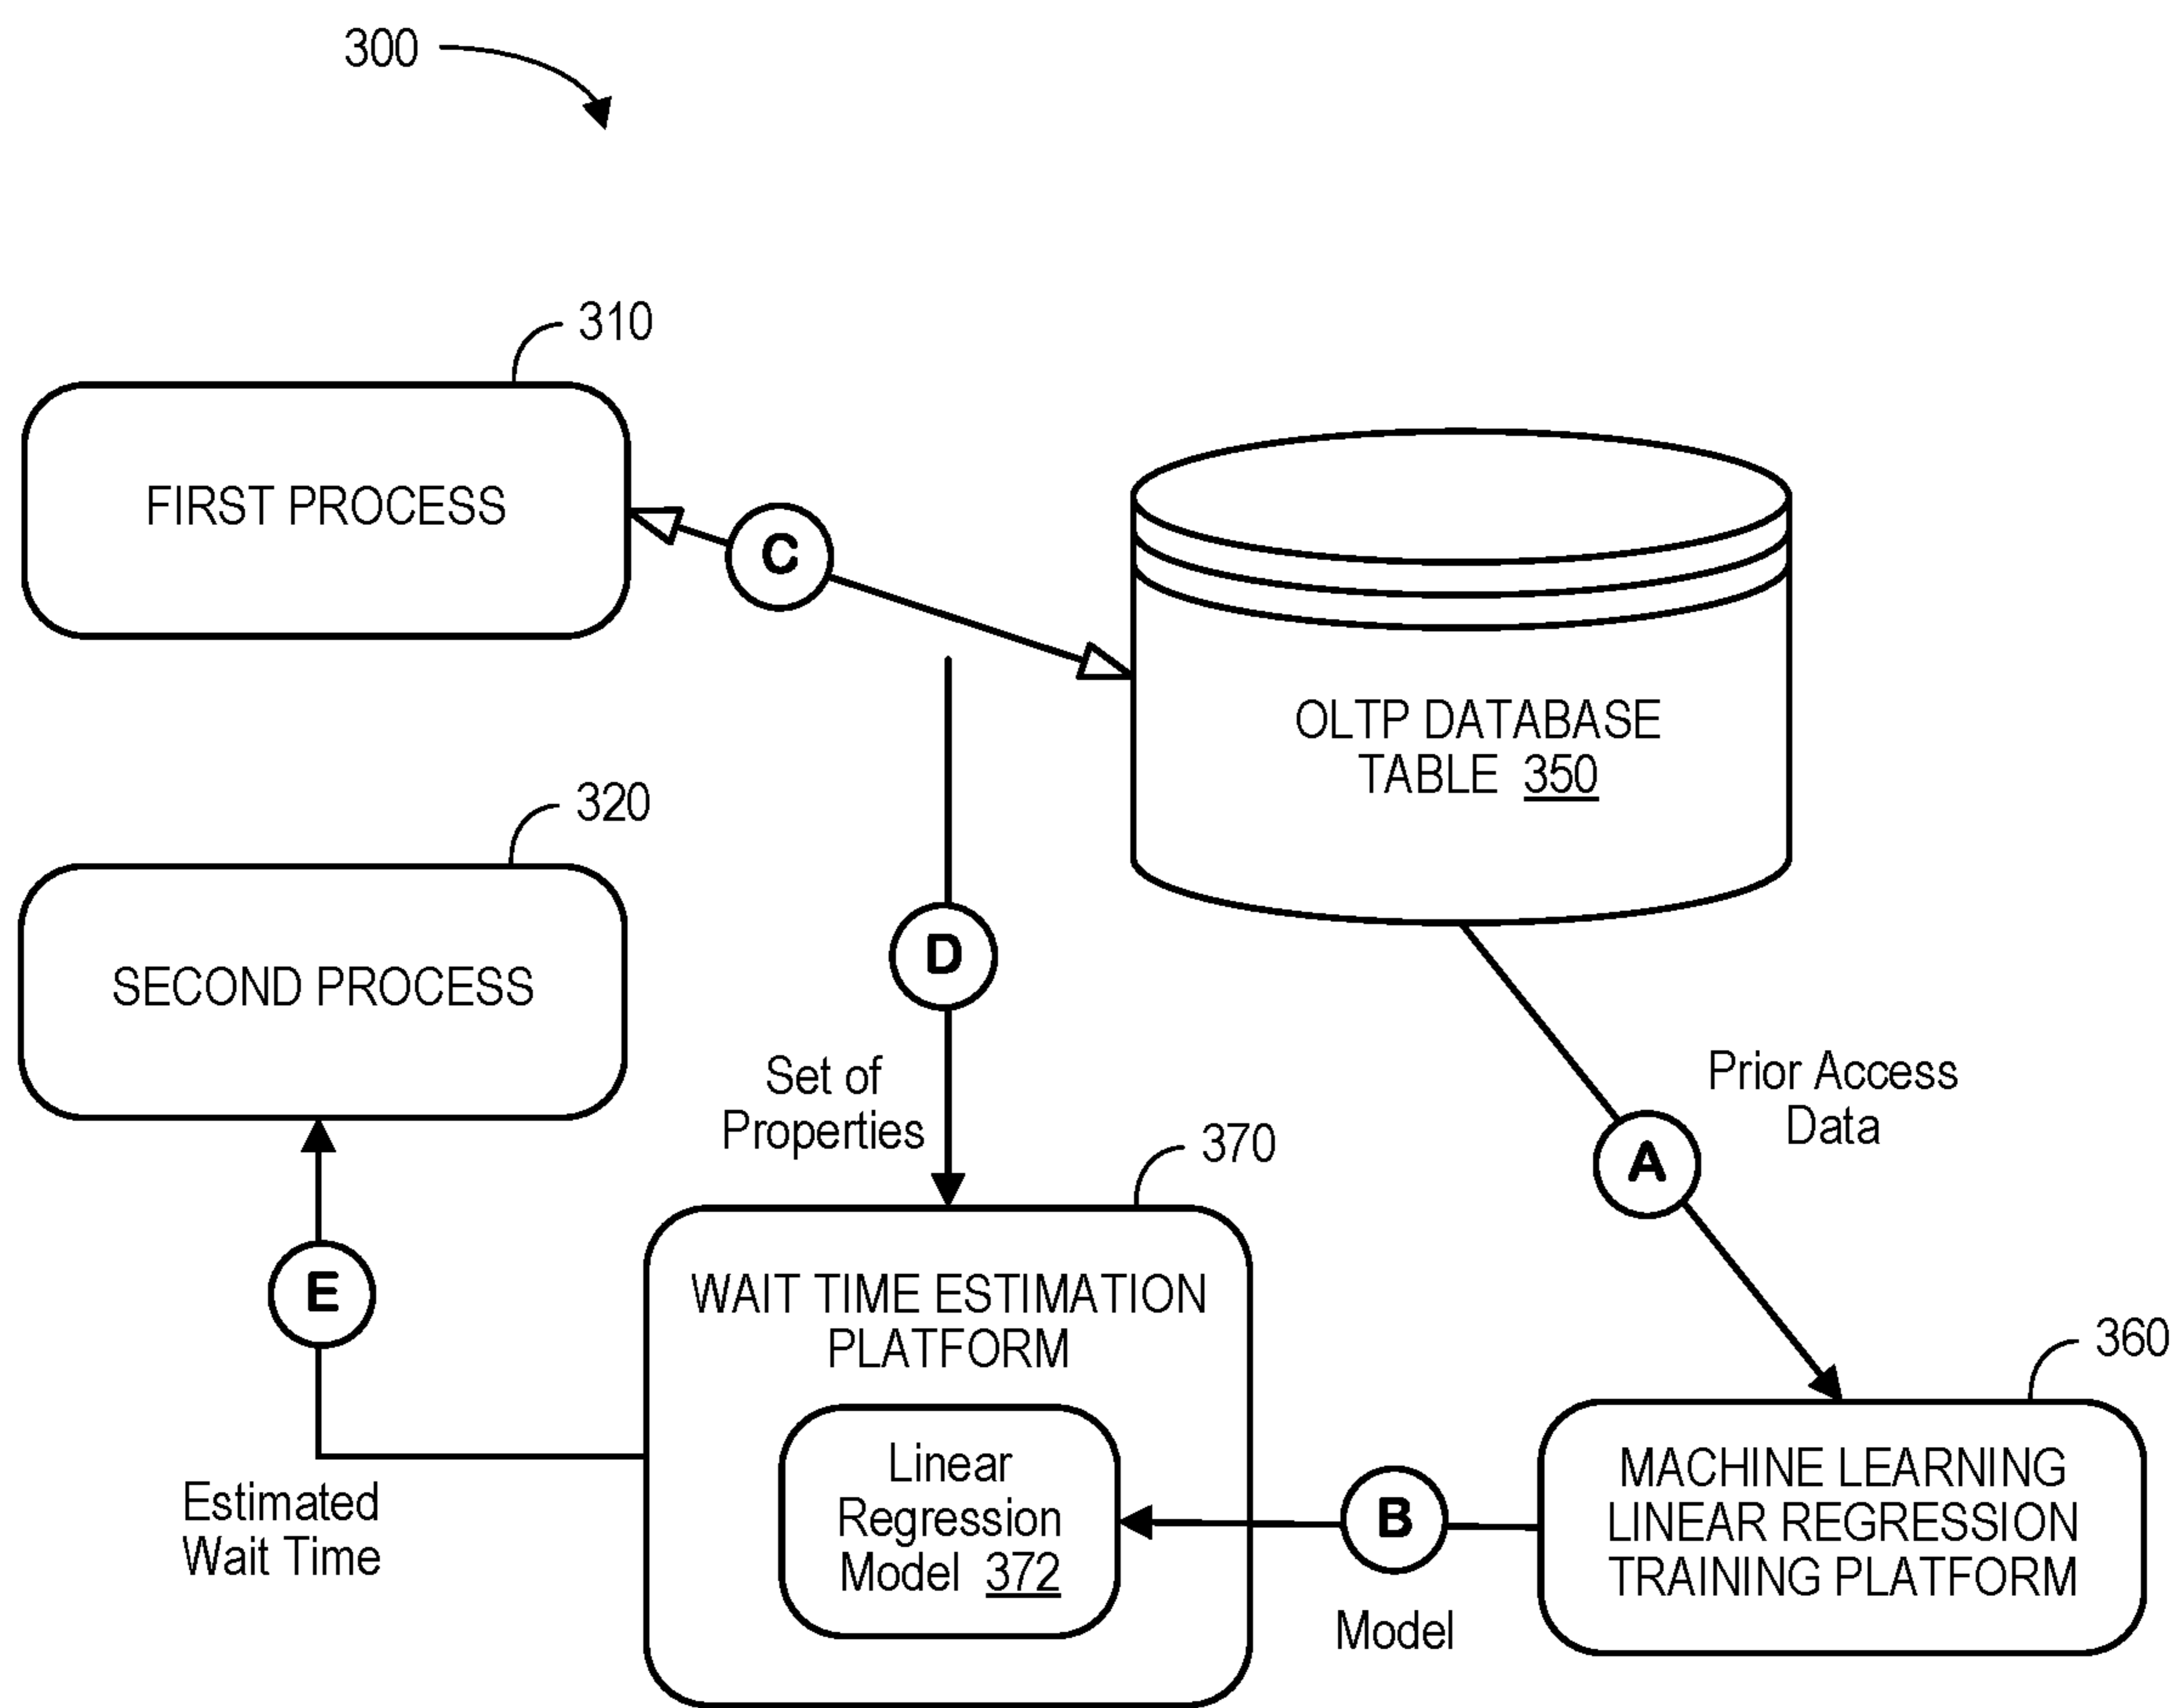 300
310
FIRST PROCESS
C
OLTP DATABASE
TABLE 350
320
SECOND PROCESS
D
Set of
Properties
Prior Access
Data
A
370
E
WAIT TIME ESTIMATION
PLATFORM
Linear
Regression
Model 372
Estimated
Wait Time
B
Model
360
MACHINE LEARNING
LINEAR REGRESSION
TRAINING PLATFORM